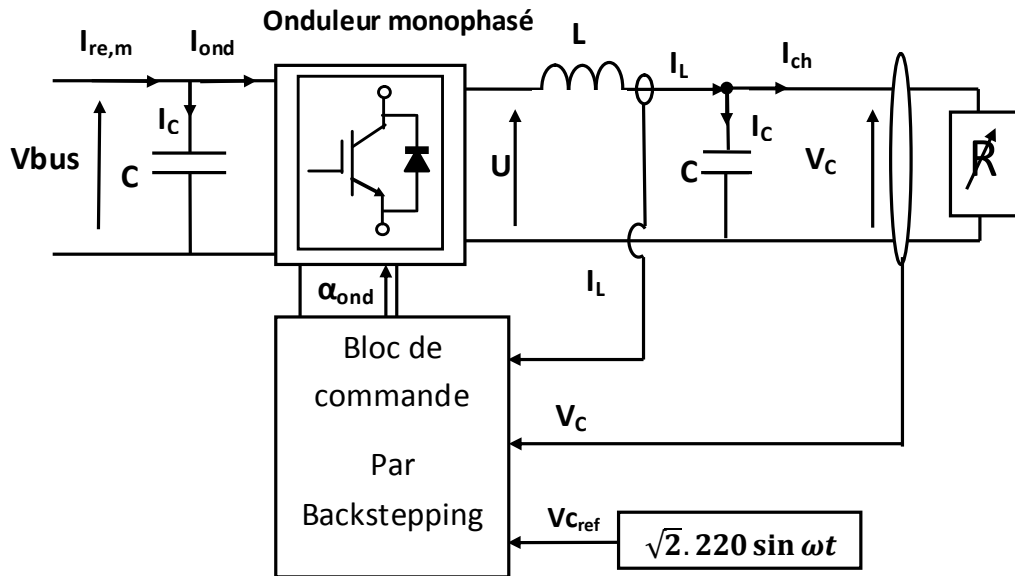 Onduleur monophasé
I_re,m
I_ond
L
I_L
I_ch
I_C
I_C
Vbus
C
U
C
V_C
R
α_ond
I_L
Bloc de
commande
Par
Backstepping
V_C
Vc_ref
√2. 220 sin ωt